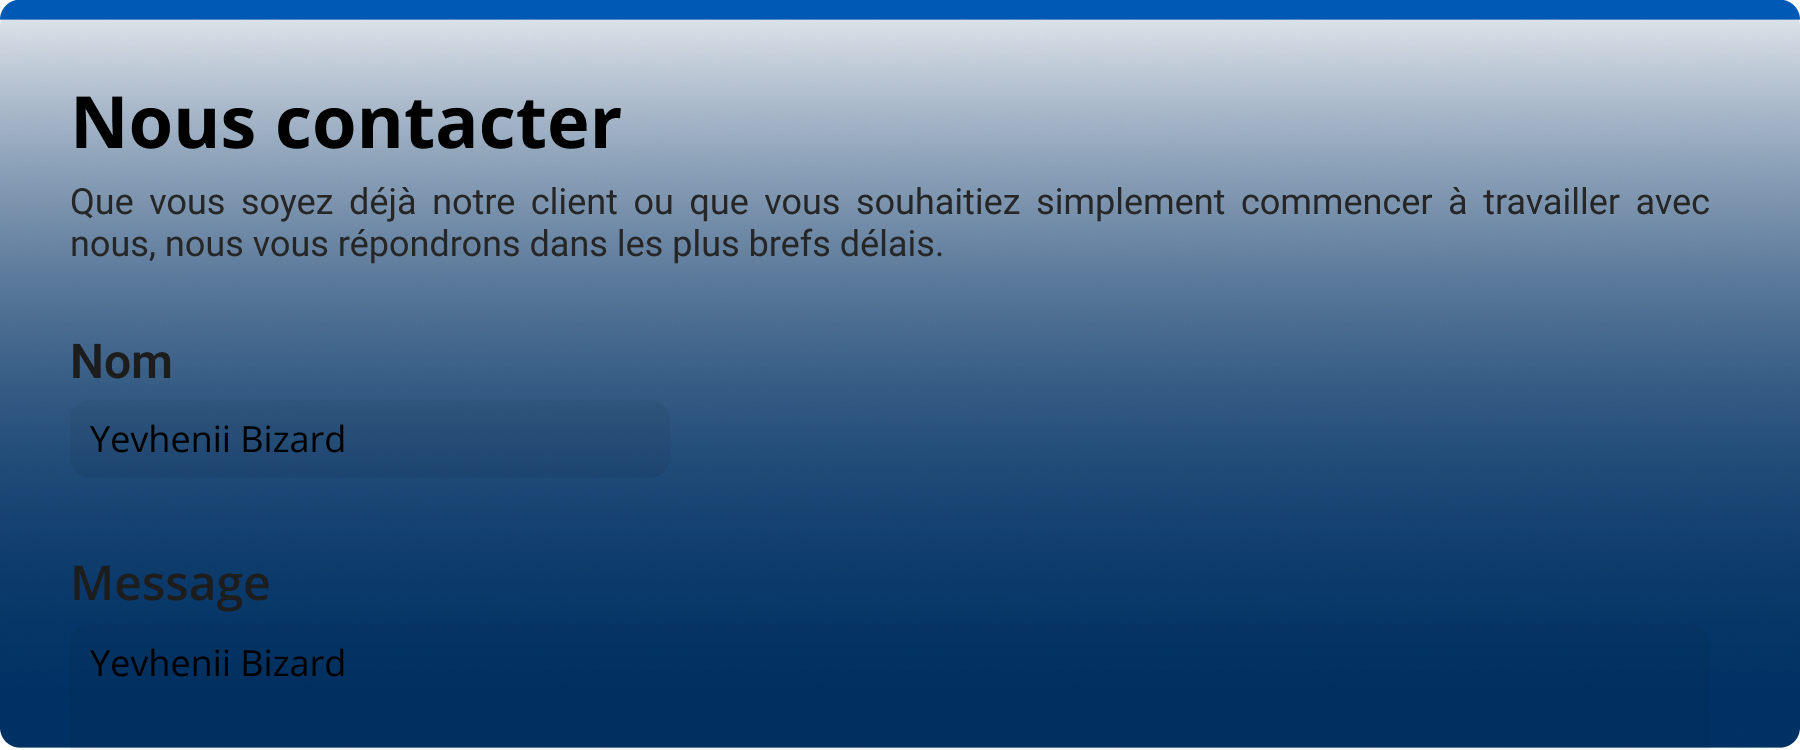 Nous contacter
Que vous soyez déjà notre client ou que vous souhaitiez simplement commencer à travailler avec
nous, nous vous répondrons dans les plus brefs délais.
Nom
Yevhenii Bizard
Message
Yevhenii Bizard